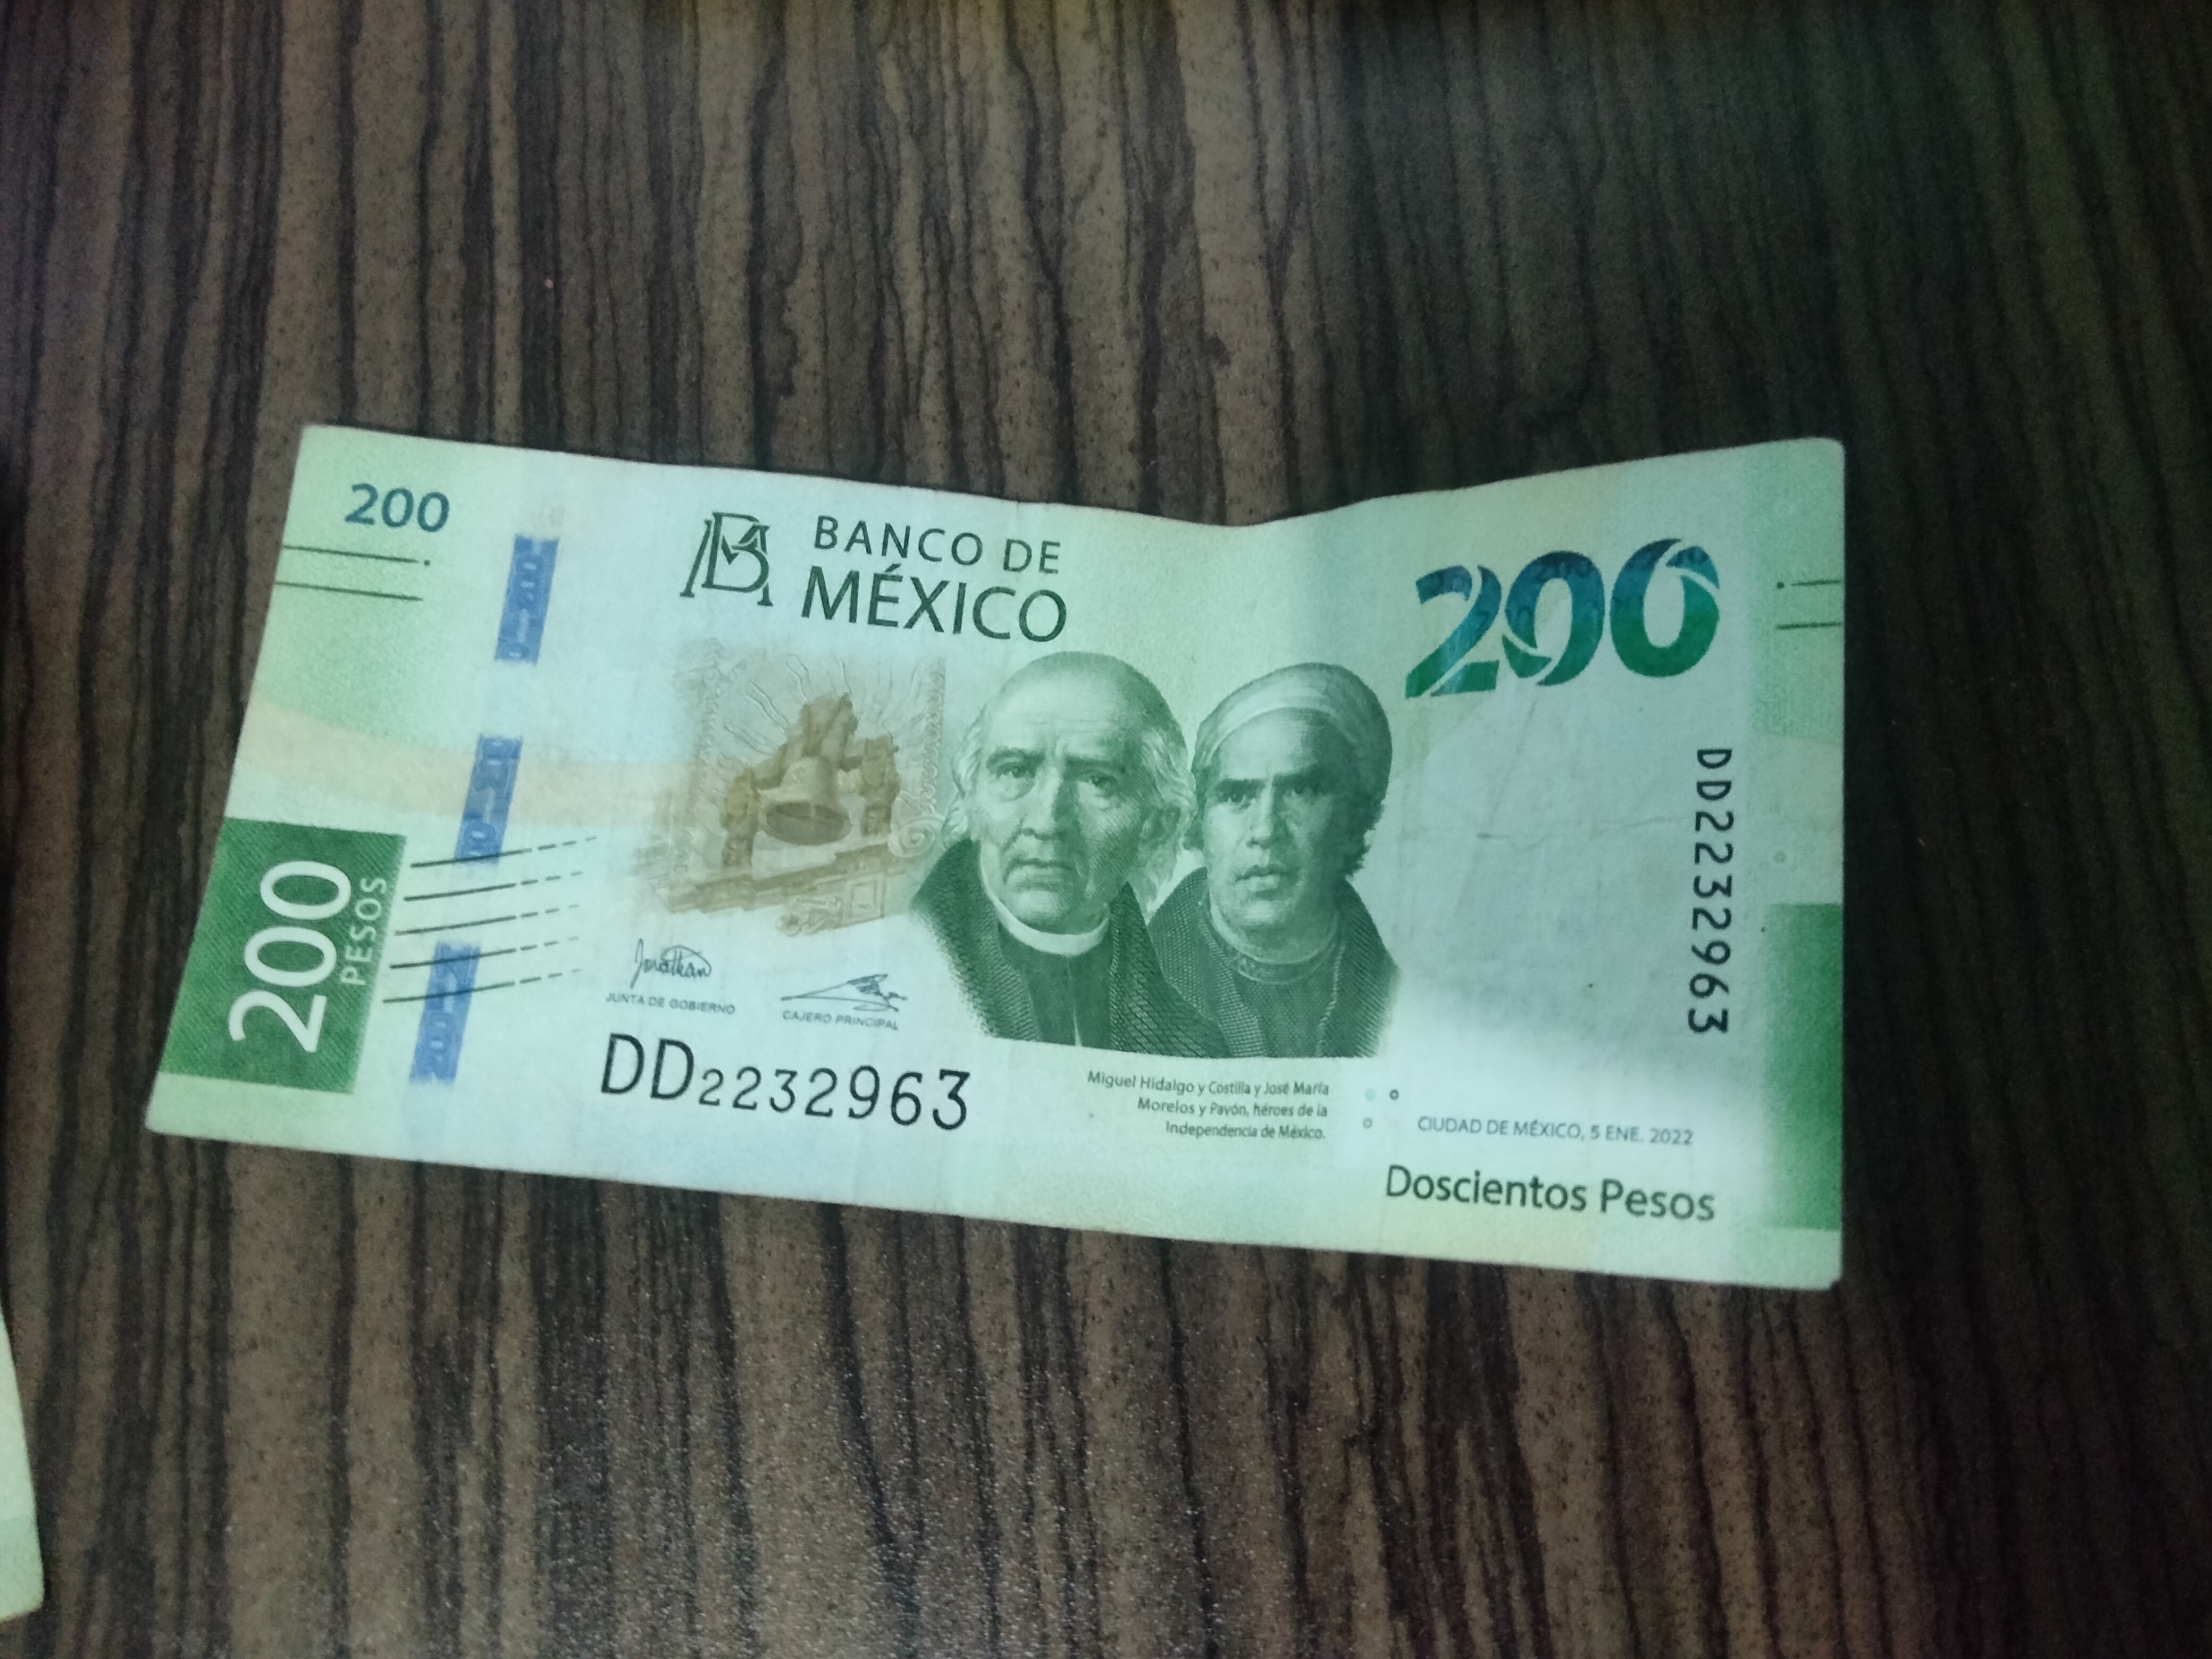 200
BANCO DE
MÉXICO
200
200
PESOS
DD2232963
JUNTA DE GOBIERNO
CAJERO PRINCIPAL
DD2232963
Miguel Hidalgo y Costilla y José María
Morelos y Pavón, héroes de la
Independencia de México.
CIUDAD DE MÉXICO, 5 ENE. 2022
Doscientos Pesos